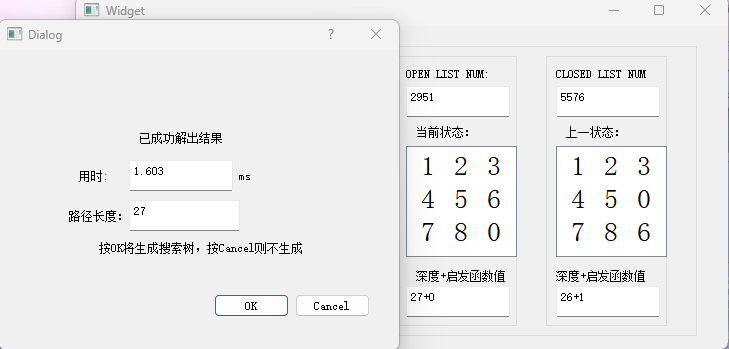 Widget
Dialog
?
已成功解出结果
用时:
1.603
ms
路径长度:
27
按OK将生成搜索树，按Cancel则不生成
OK
Cancel
OPEN LIST NUM:
2951
当前状态:
1 2 3
4 5 6
7 8 0
深度+启发函数值
27+0
CLOSED LIST NUM
5576
上一状态:
1 2 3
4 5 0
7 8 6
深度+启发函数值
26+1